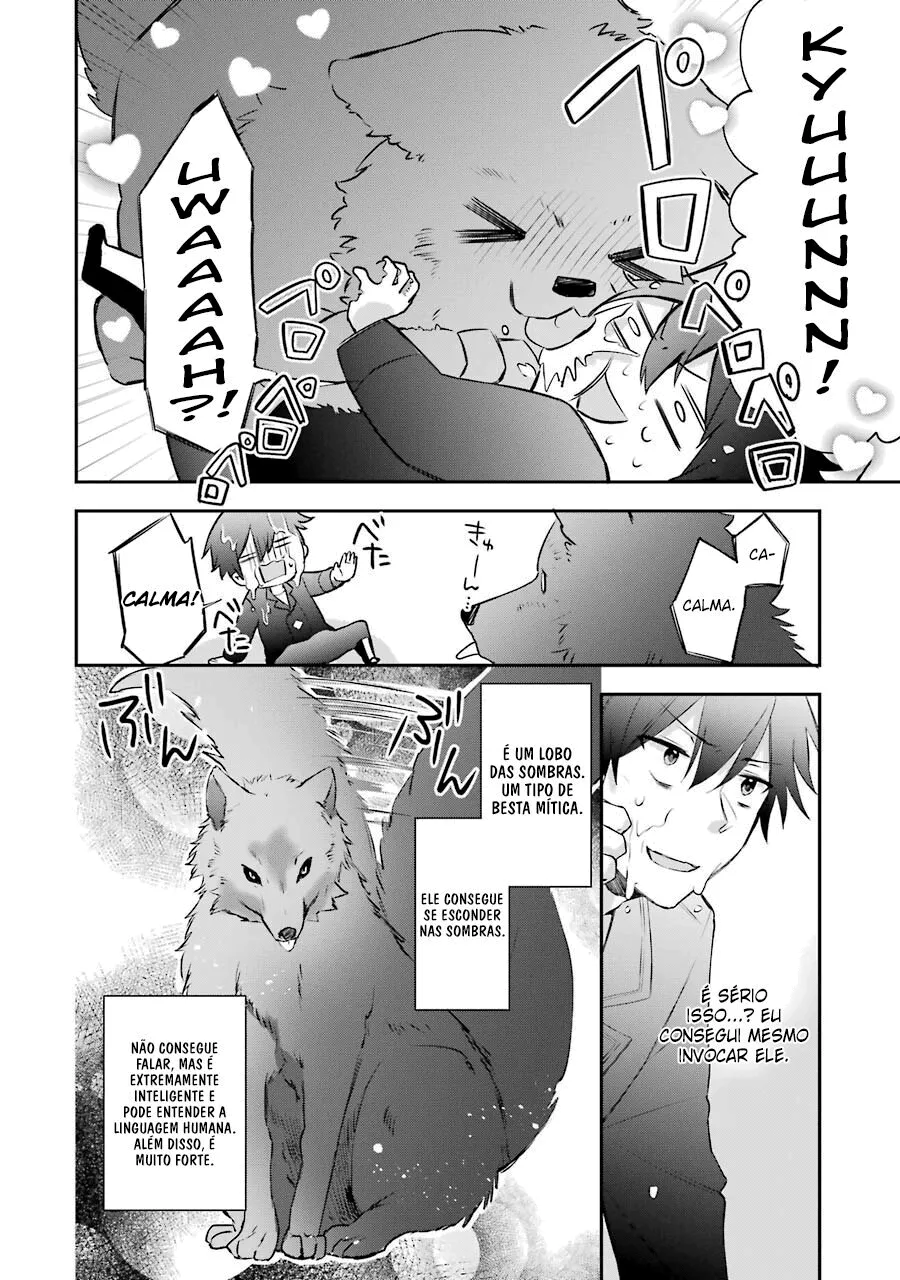 KYUUUNNN!
ペロ
ペロ
ペロ
ペロ
UWAAAAH?!
CA-
CALMA.
きゅーん…
べた
べた
CALMA!
É SÉRIO
ISSO...? EU
CONSEGUI MESMO
INVOCAR ELE.
É UM LOBO
DAS SOMBRAS.
UM TIPO DE
BESTA MÍTICA.
ELE CONSEGUE
SE ESCONDER
NAS SOMBRAS.
ぶん
ぶん
NÃO CONSEGUE
FALAR, MAS É
EXTREMAMENTE
INTELIGENTE E
PODE ENTENDER A
LINGUAGEM HUMANA.
ALÉM DISSO, É
MUITO FORTE.